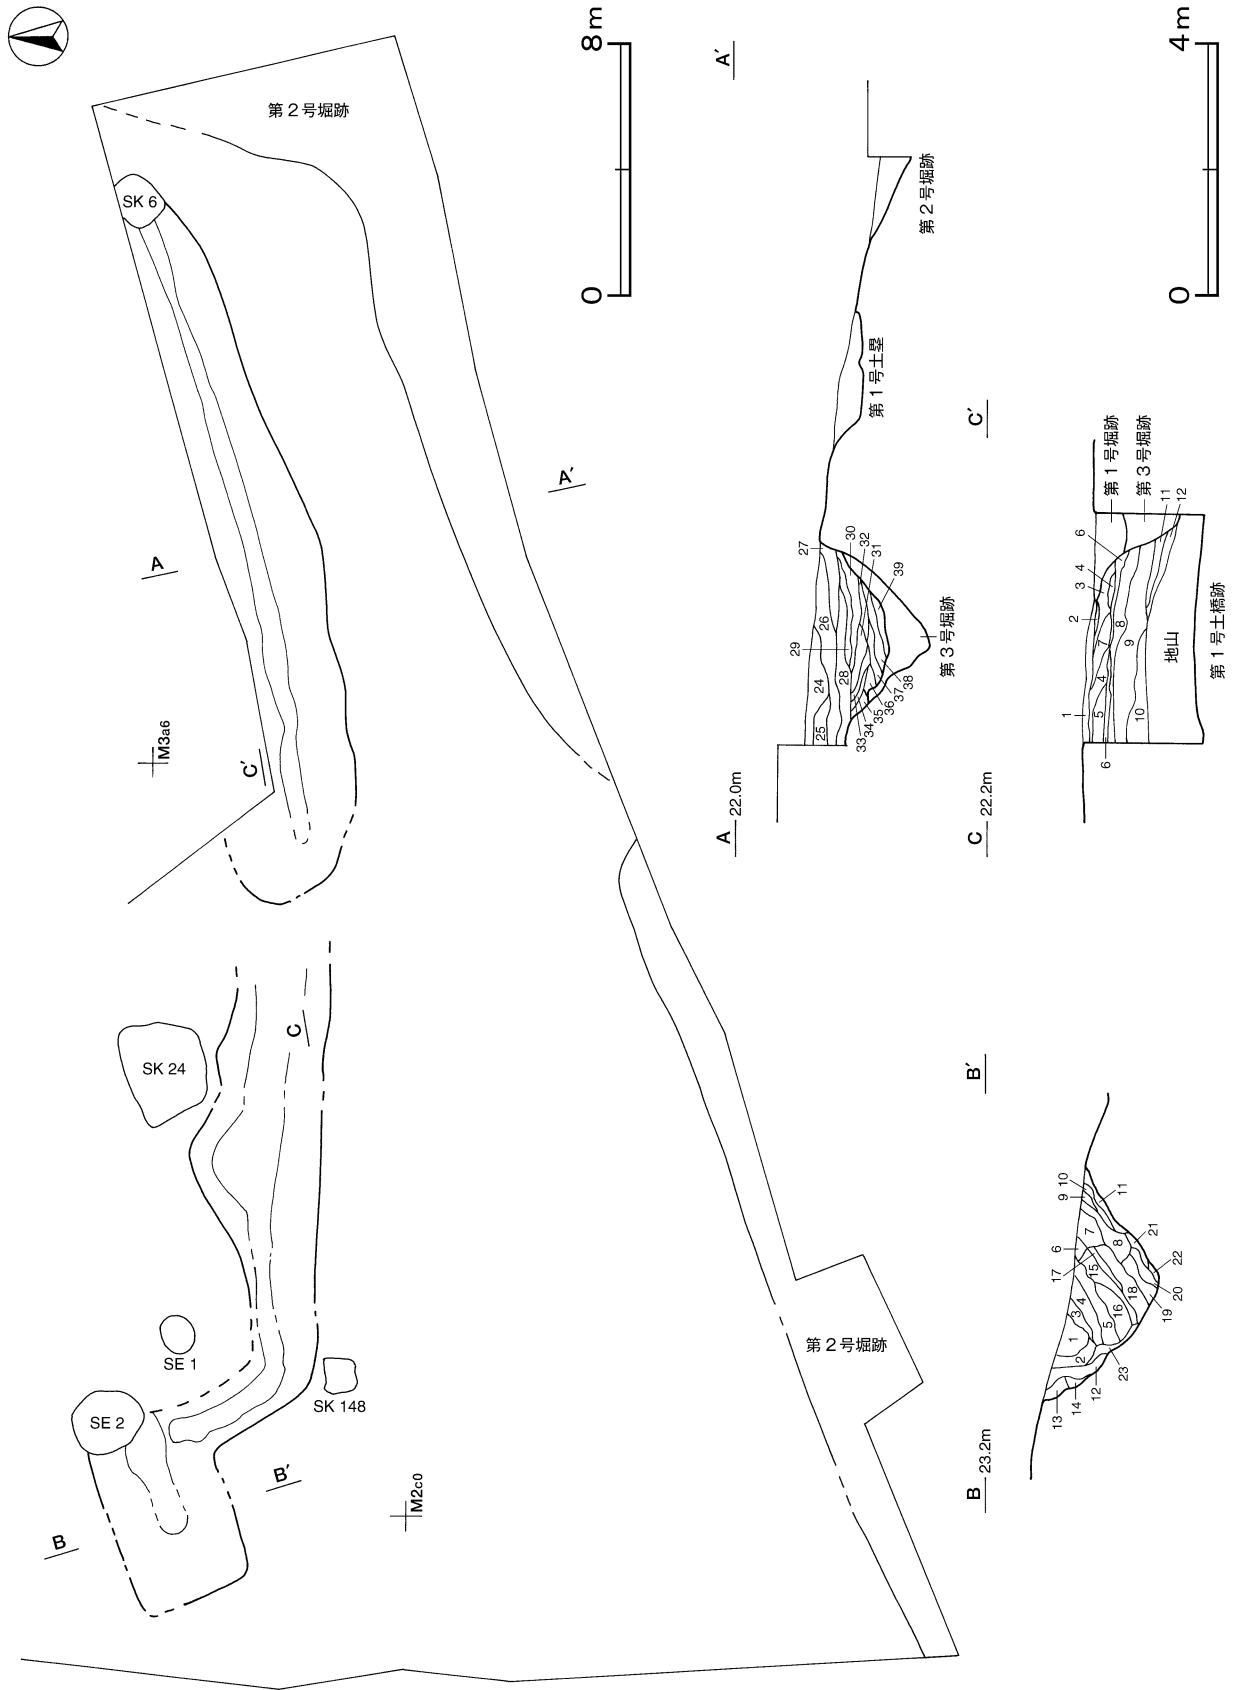 第２号堀跡
SK 6
A
A′
M3a6
C′
SK 24
C
SE 1
SE 2
SK 148
B′
B
M2c0
第２号堀跡
8m
0
A′
第２号堀跡
第１号土塁
27
30
32
31
39
29
26
24
28
25
第３号堀跡
38
37
36
35
34
33
A 22.0m
4m
0
C′
第１号堀跡
第３号堀跡
11
12
6
4
3
2
7
8
9
地山
1
5
4
10
6
第１号土橋跡
C 22.2m
B′
10
9
11
7
6
8
21
17
15
22
4
3
18
20
16
5
19
1
2
23
12
14
13
B 23.2m